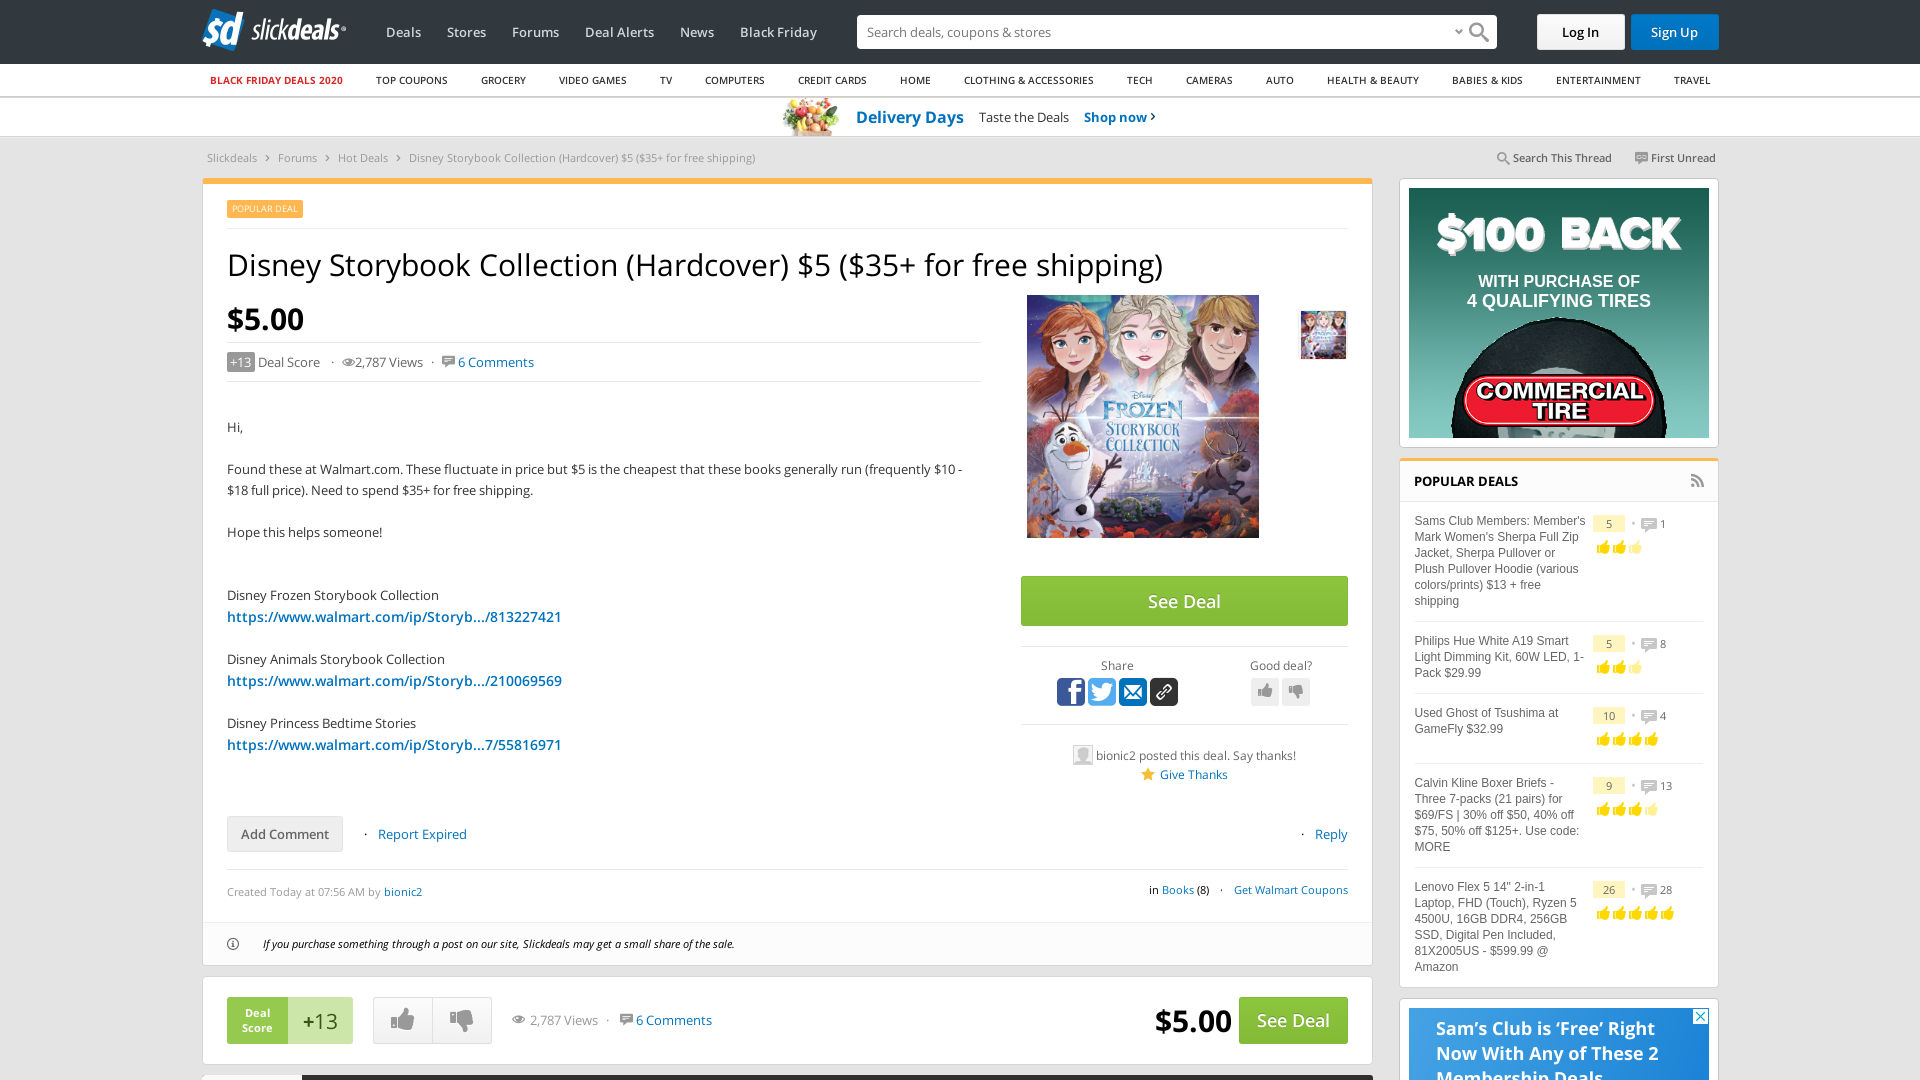 slickdeals
Deals
Stores
Forums
Deal Alerts
News
Black Friday
Search deals, coupons & stores
Log In
Sign Up
BLACK FRIDAY DEALS 2020
TOP COUPONS
GROCERY
VIDEO GAMES
TV
COMPUTERS
CREDIT CARDS
HOME
CLOTHING & ACCESSORIES
TECH
CAMERAS
AUTO
HEALTH & BEAUTY
BABIES & KIDS
ENTERTAINMENT
TRAVEL
Delivery Days Taste the Deals Shop now ›
Slickdeals › Forums › Hot Deals › Disney Storybook Collection (Hardcover) $5 ($35+ for free shipping)
Search This Thread
First Unread
POPULAR DEAL
Disney Storybook Collection (Hardcover) $5 ($35+ for free shipping)
$5.00
+13 Deal Score · 2,787 Views · 6 Comments
Hi,
Found these at Walmart.com. These fluctuate in price but $5 is the cheapest that these books generally run (frequently $10 -
$18 full price). Need to spend $35+ for free shipping.
Hope this helps someone!
Disney Frozen Storybook Collection
https://www.walmart.com/ip/Storyb.../813227421
Disney Animals Storybook Collection
https://www.walmart.com/ip/Storyb.../210069569
Disney Princess Bedtime Stories
https://www.walmart.com/ip/Storyb...7/55816971
Disney
FROZEN
STORYBOOK
COLLECTION
See Deal
Share
Good deal?
bionic2 posted this deal. Say thanks!
Give Thanks
Add Comment · Report Expired
· Reply
Created Today at 07:56 AM by bionic2
in Books (8) · Get Walmart Coupons
If you purchase something through a post on our site, Slickdeals may get a small share of the sale.
Deal
Score
+13
2,787 Views · 6 Comments
$5.00
See Deal
$100 BACK
WITH PURCHASE OF
4 QUALIFYING TIRES
COMMERCIAL
TIRE
POPULAR DEALS
Sams Club Members: Member's
Mark Women's Sherpa Full Zip
Jacket, Sherpa Pullover or
Plush Pullover Hoodie (various
colors/prints) $13 + free
shipping
5 • 1
Philips Hue White A19 Smart
Light Dimming Kit, 60W LED, 1-
Pack $29.99
5 • 8
Used Ghost of Tsushima at
GameFly $32.99
10 • 4
Calvin Kline Boxer Briefs -
Three 7-packs (21 pairs) for
$69/FS | 30% off $50, 40% off
$75, 50% off $125+. Use code:
MORE
9 • 13
Lenovo Flex 5 14" 2-in-1
Laptop, FHD (Touch), Ryzen 5
4500U, 16GB DDR4, 256GB
SSD, Digital Pen Included,
81X2005US - $599.99 @
Amazon
26 • 28
Sam's Club is 'Free' Right
Now With Any of These 2
Membership Deals